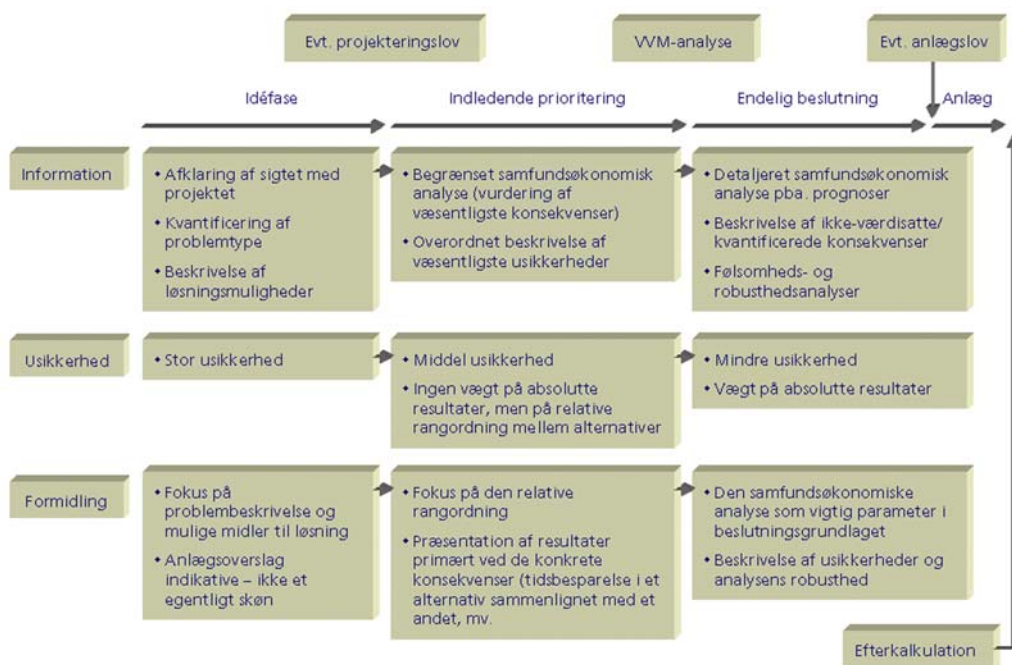 Evt. projekteringslov
VVM-analyse
Evt. anlægslov
Idéfase
Indledende prioritering
Endelig beslutning
Anlæg
Information
• Afklaring af sigtet med
projektet
• Kvantificering af
problemtype
• Beskrivelse af
løsningsmuligheder
• Begrænset samfundsøkonomisk
analyse (vurdering af
væsentligste konsekvenser)
• Overordnet beskrivelse af
væsentligste usikkerheder
• Detaljeret samfundsøkonomisk
analyse pba. prognoser
• Beskrivelse af ikke-værdisatte/
kvantificerede konsekvenser
• Følsomheds- og
robusthedsanalyser
Usikkerhed
• Stor usikkerhed
• Middel usikkerhed
• Ingen vægt på absolutte
resultater, men på relative
rangordning mellem alternativer
• Mindre usikkerhed
• Vægt på absolutte resultater
Formidling
• Fokus på
problembeskrivelse og
mulige midler til løsning
• Anlægsoverslag
indikative – ikke et
egentligt skøn
• Fokus på den relative
rangordning
• Præsentation af resultater
primært ved de konkrete
konsekvenser (tidsbesparelse i et
alternativ sammenlignet med et
andet, mv.
• Den samfundsøkonomiske
analyse som vigtig parameter i
beslutningsgrundlaget
• Beskrivelse af usikkerheder og
analysens robusthed
Efterkalkulation